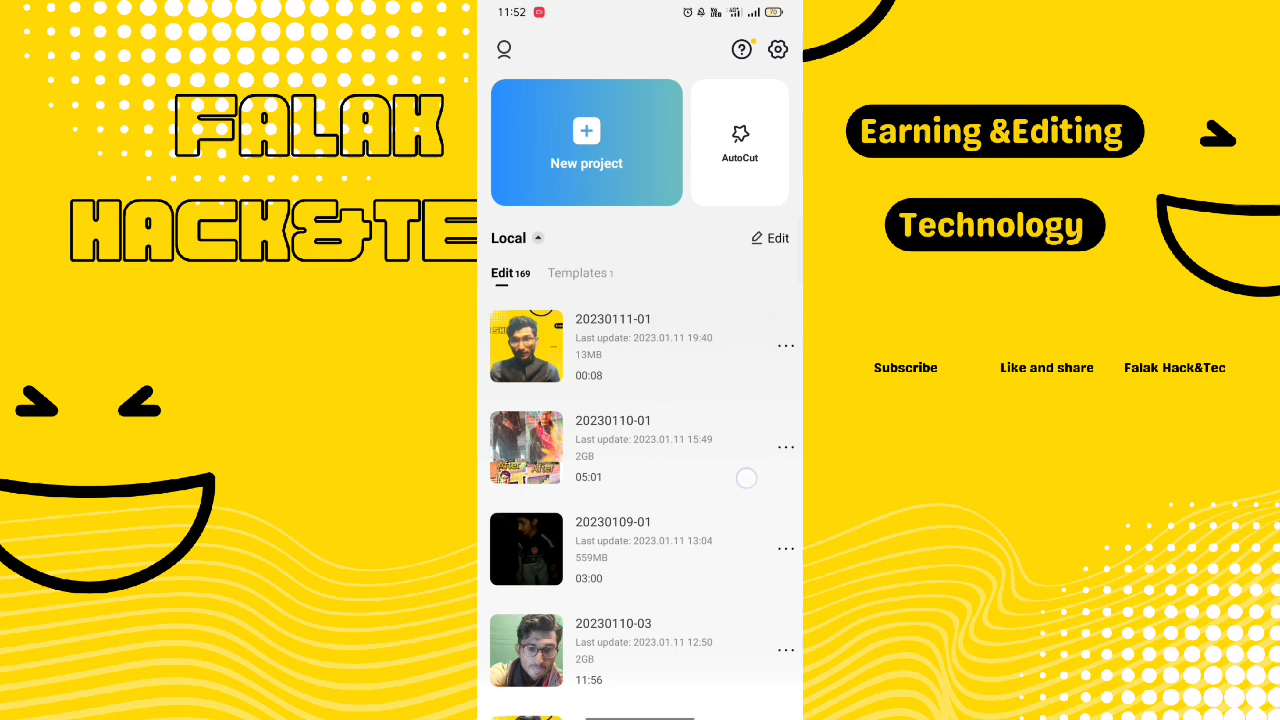 FALAK
HACK&TE
11:52
70
New project
AutoCut
Local
Edit
Edit 169
Templates 1
20230111-01
Last update: 2023.01.11 19:40
13MB
00:08
20230110-01
Last update: 2023.01.11 15:49
2GB
05:01
After
After
20230109-01
Last update: 2023.01.11 13:04
559MB
03:00
20230110-03
Last update: 2023.01.11 12:50
2GB
11:56
Earning &Editing
Technology
Subscribe
Like and share
Falak Hack&Tec